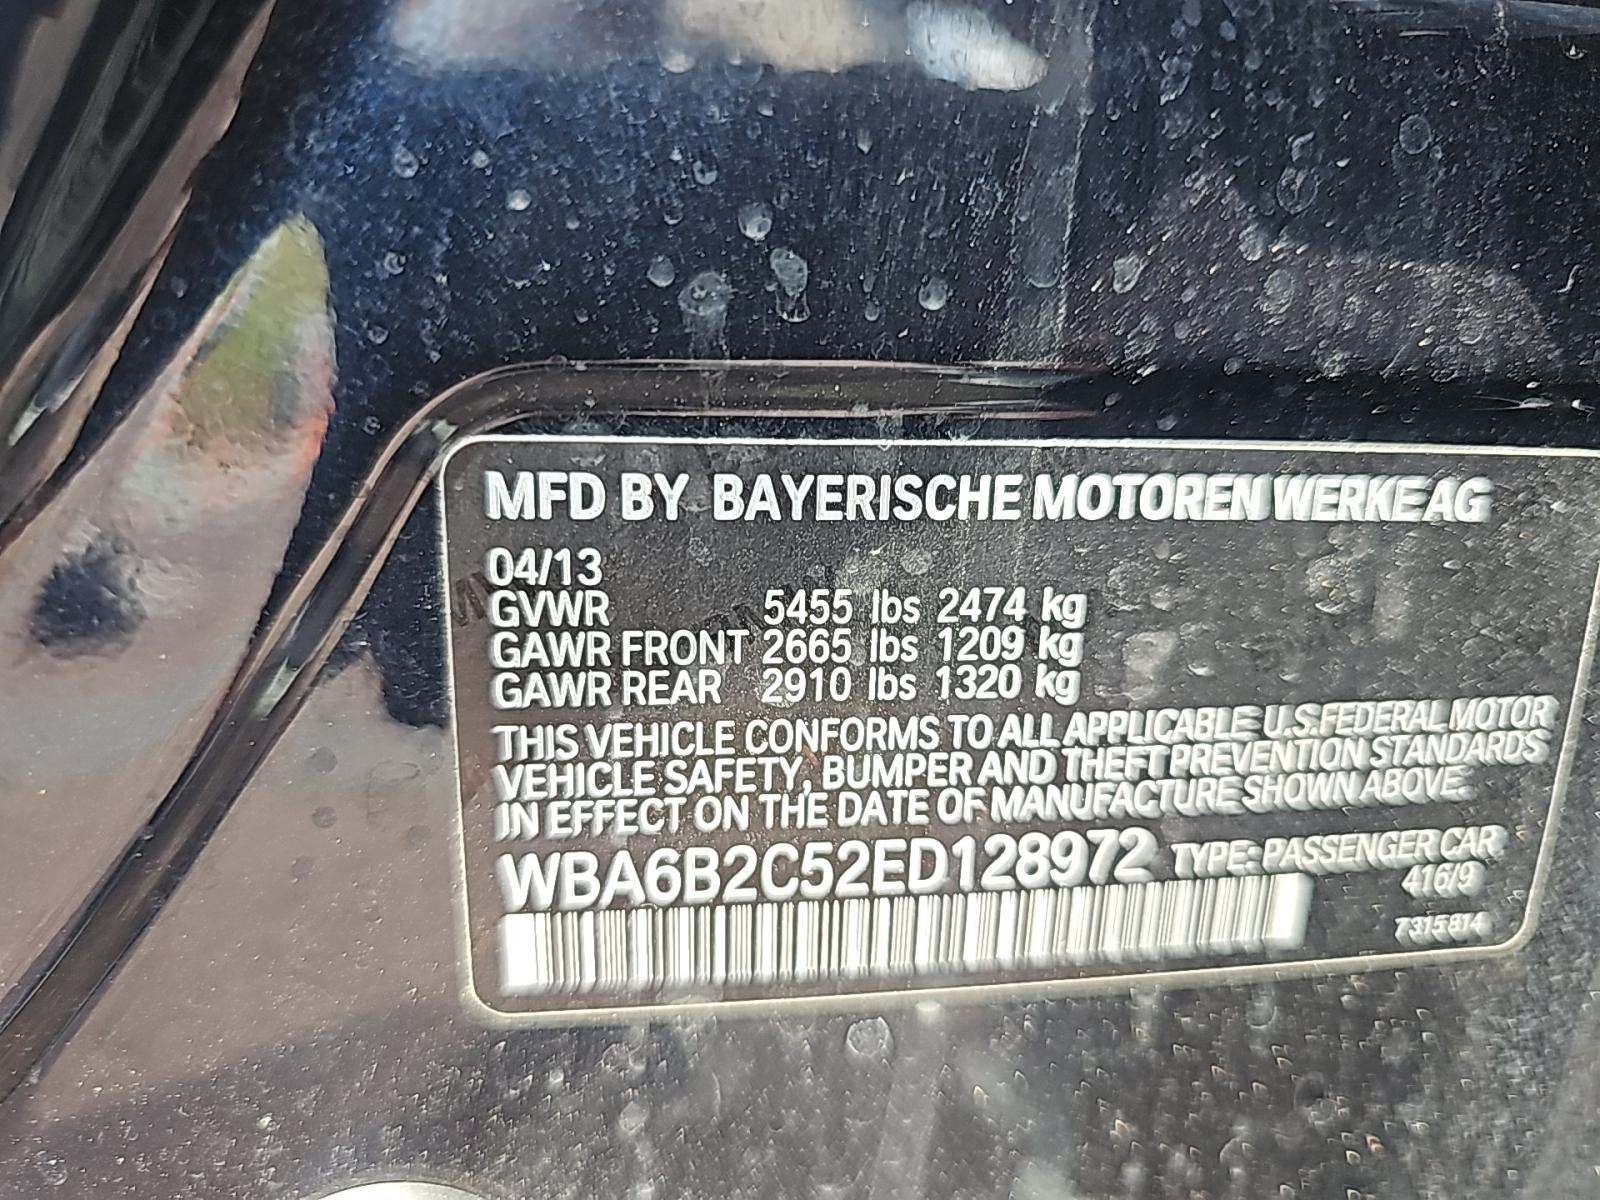 MFD BY BAYERISCHE MOTOREN WERKE AG
04/13
GVWR 5455 lbs 2474 kg
GAWR FRONT 2665 lbs 1209 kg
GAWR REAR 2910 lbs 1320 kg
THIS VEHICLE CONFORMS TO ALL APPLICABLE U.S.FEDERAL MOTOR
VEHICLE SAFETY, BUMPER AND THEFT PREVENTION STANDARDS
IN EFFECT ON THE DATE OF MANUFACTURE SHOWN ABOVE.
WBA6B2C52ED128972 TYPE: PASSENGER CAR
416/9
7315814